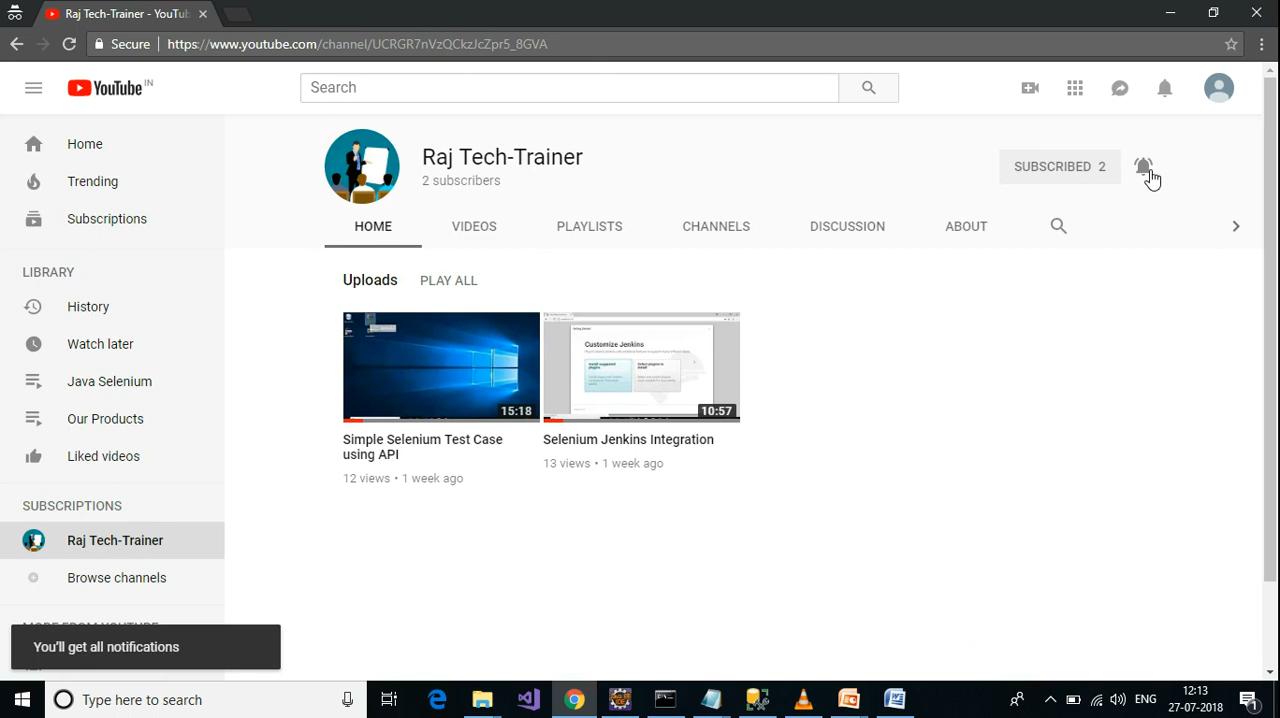 Raj Tech-Trainer - YouTub
Secure
https://www.youtube.com/channel/UCRGR7nVzQCkzJcZpr5_8GVA
YouTube IN
Search
Home
Trending
Subscriptions
LIBRARY
History
Watch later
Java Selenium
Our Products
Liked videos
SUBSCRIPTIONS
Raj Tech-Trainer
Browse channels
MORE FROM YOUTUBE
You'll get all notifications
Raj Tech-Trainer
2 subscribers
SUBSCRIBED 2
HOME VIDEOS PLAYLISTS CHANNELS DISCUSSION ABOUT
Uploads PLAY ALL
Customize Jenkins
15:18
10:57
Simple Selenium Test Case
using API
12 views • 1 week ago
Selenium Jenkins Integration
13 views • 1 week ago
Type here to search
ENG
12:13
27-07-2018
1